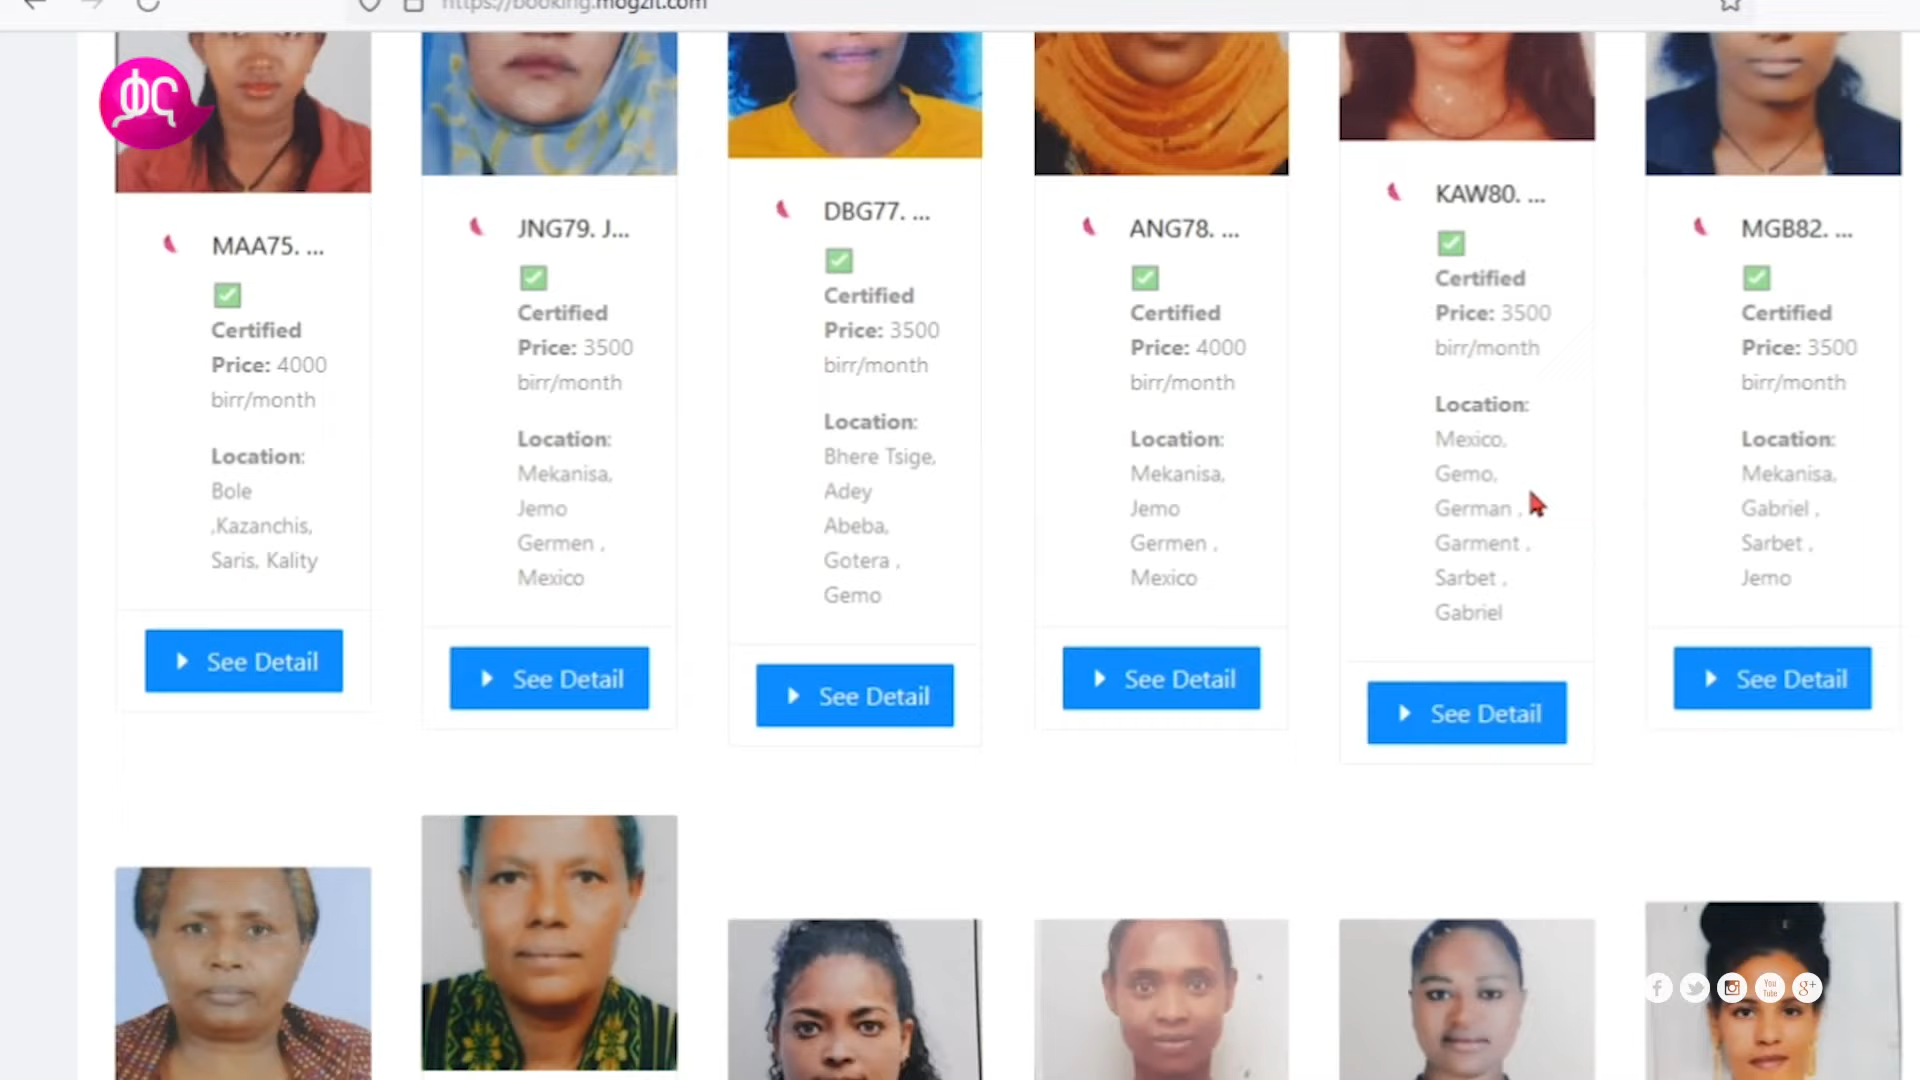 https://booking.mogzit.com
ቃና
MAA75. ...
Certified
Price: 4000
birr/month
Location:
Bole
,Kazanchis,
Saris, Kality
See Detail
JNG79. J...
Certified
Price: 3500
birr/month
Location:
Mekanisa,
Jemo
Germen ,
Mexico
See Detail
DBG77. ...
Certified
Price: 3500
birr/month
Location:
Bhere Tsige,
Adey
Abeba,
Gotera ,
Gemo
See Detail
ANG78. ...
Certified
Price: 4000
birr/month
Location:
Mekanisa,
Jemo
Germen ,
Mexico
See Detail
KAW80. ...
Certified
Price: 3500
birr/month
Location:
Mexico,
Gemo,
German ,
Garment ,
Sarbet ,
Gabriel
See Detail
MGB82. ...
Certified
Price: 3500
birr/month
Location:
Mekanisa,
Gabriel ,
Sarbet ,
Jemo
See Detail
You
Tube
g+